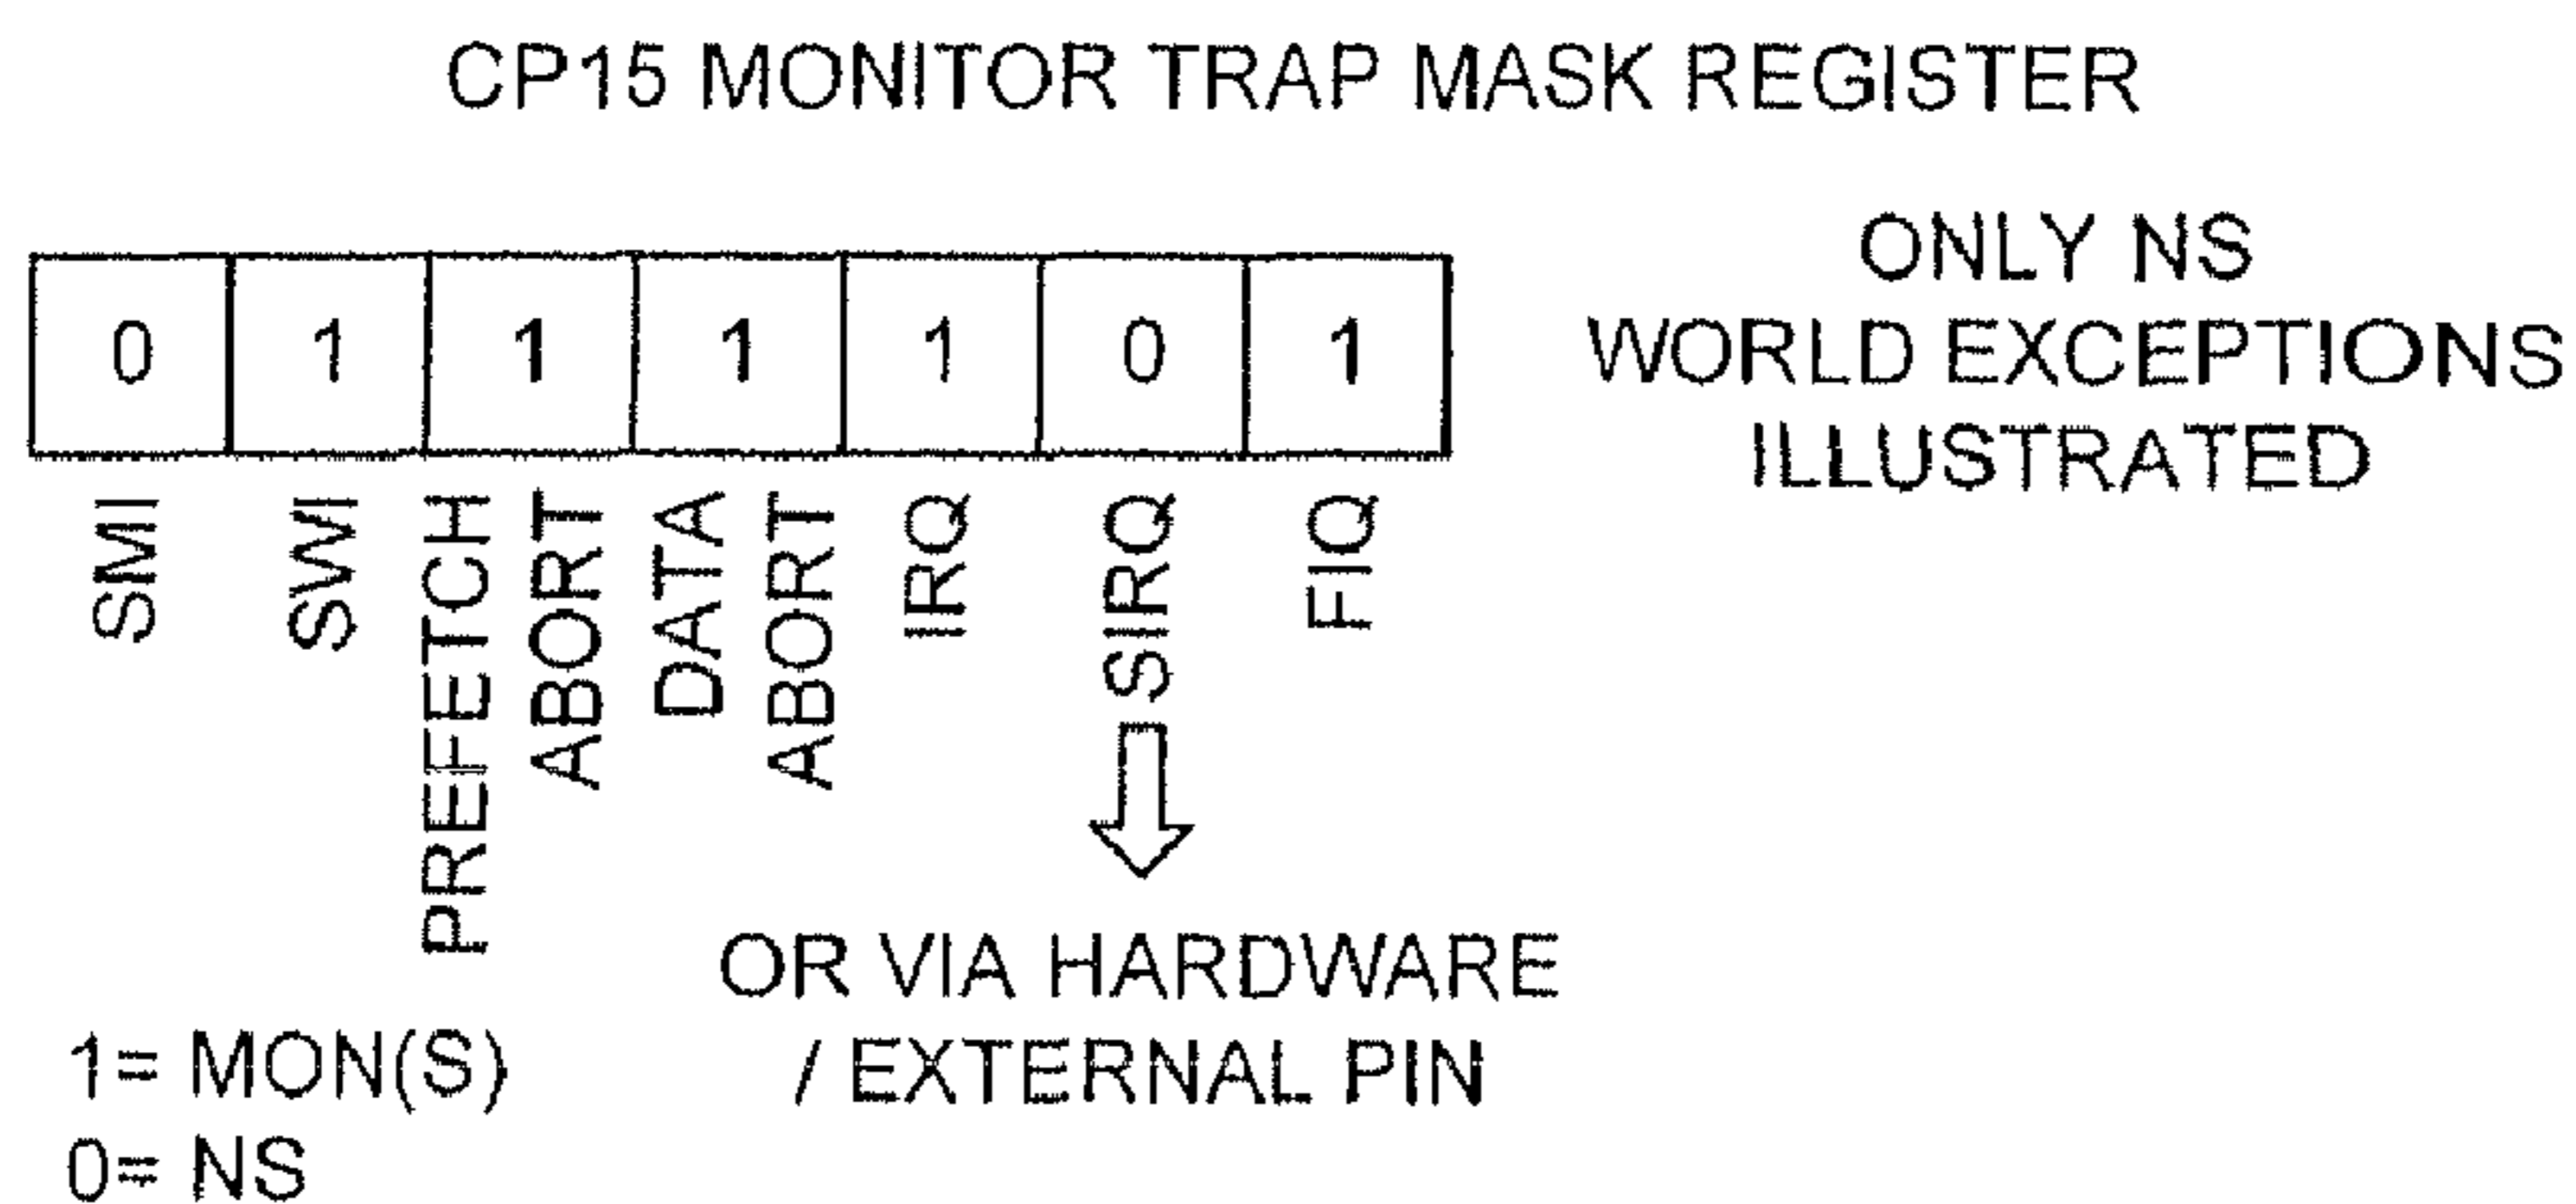 CP15 MONITOR TRAP MASK REGISTER
ONLY NS
WORLD EXCEPTIONS
ILLUSTRATED
0 1 1 1 1 0 1
SMI
SWI
PREFETCH
ABORT
DATA
ABORT
IRQ
SIRQ
FIQ
OR VIA HARDWARE
/ EXTERNAL PIN
1= MON(S)
0= NS